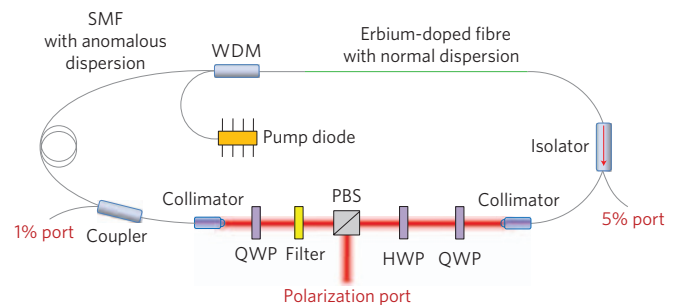 SMF
with anomalous
dispersion
WDM
Erbium-doped fibre
with normal dispersion
Pump diode
Isolator
Collimator
PBS
Collimator
1% port
Coupler
5% port
QWP
Filter
HWP
QWP
Polarization port